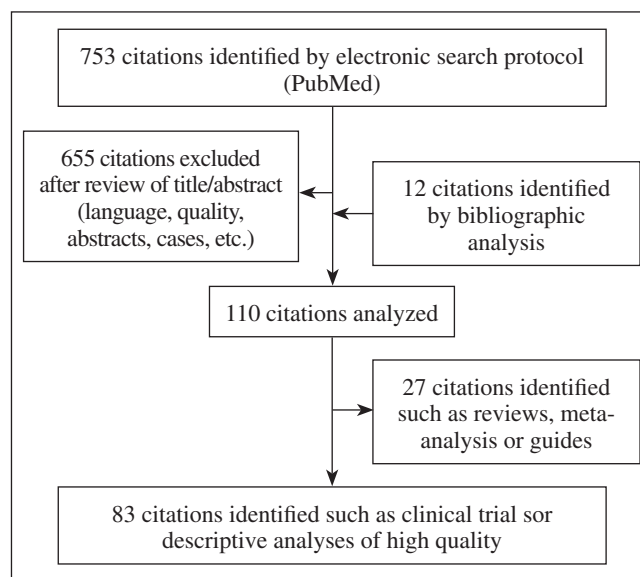 753 citations identified by electronic search protocol
(PubMed)
655 citations excluded
after review of title/abstract
(language, quality,
abstracts, cases, etc.)
12 citations identified
by bibliographic
analysis
110 citations analyzed
27 citations identified
such as reviews, meta-
analysis or guides
83 citations identified such as clinical trial sor
descriptive analyses of high quality